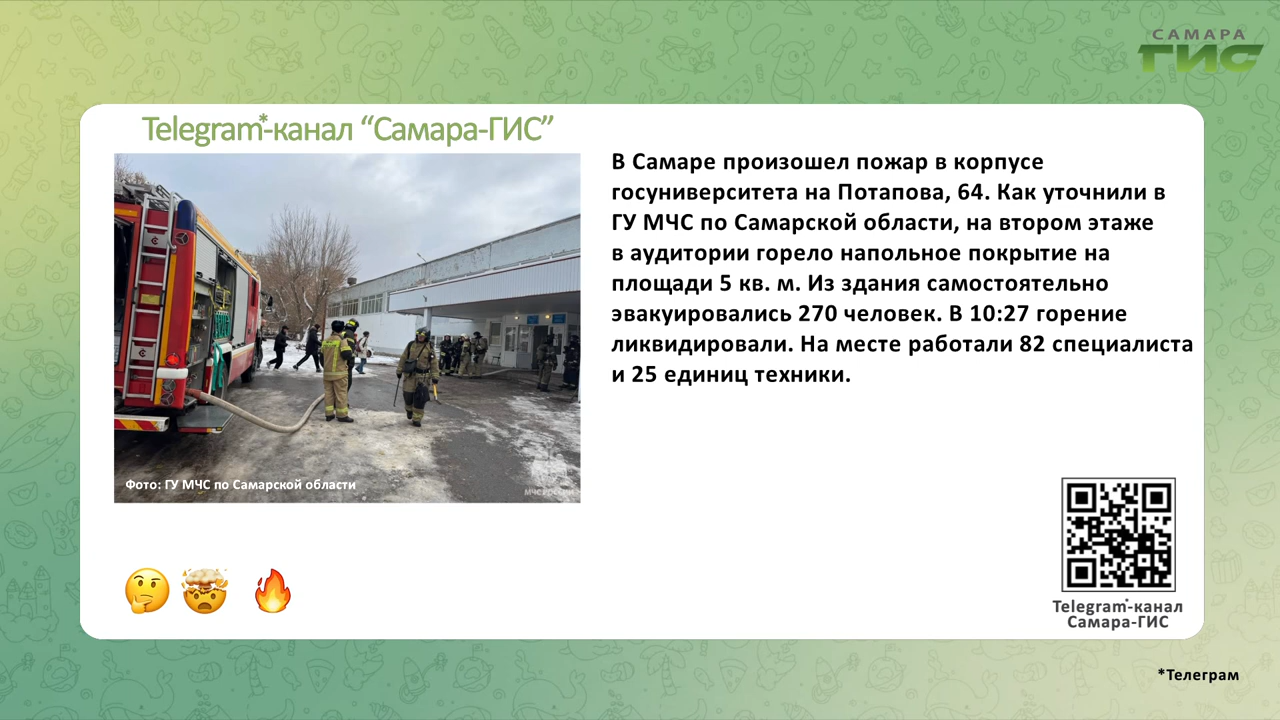 САМАРА
ГИС
Telegram*-канал “Самара-ГИС”
В Самаре произошел пожар в корпусе
госуниверситета на Потапова, 64. Как уточнили в
ГУ МЧС по Самарской области, на втором этаже
в аудитории горело напольное покрытие на
площади 5 кв. м. Из здания самостоятельно
эвакуировались 270 человек. В 10:27 горение
ликвидировали. На месте работали 82 специалиста
и 25 единиц техники.
Фото: ГУ МЧС по Самарской области
МЧС РОССИИ
Telegram*-канал
Самара-ГИС
*Телеграм